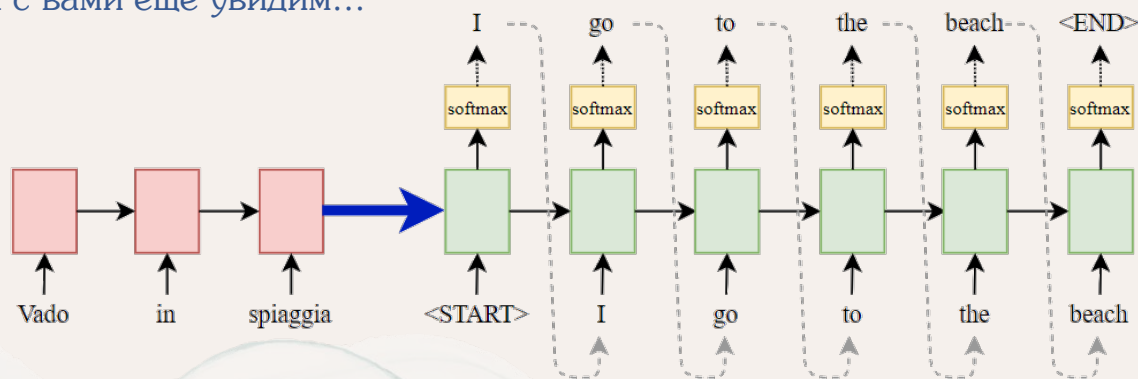 с вами еще увидим...
I go to the beach <END>
softmax softmax softmax softmax softmax softmax
Vado in spiaggia <START> I go to the beach